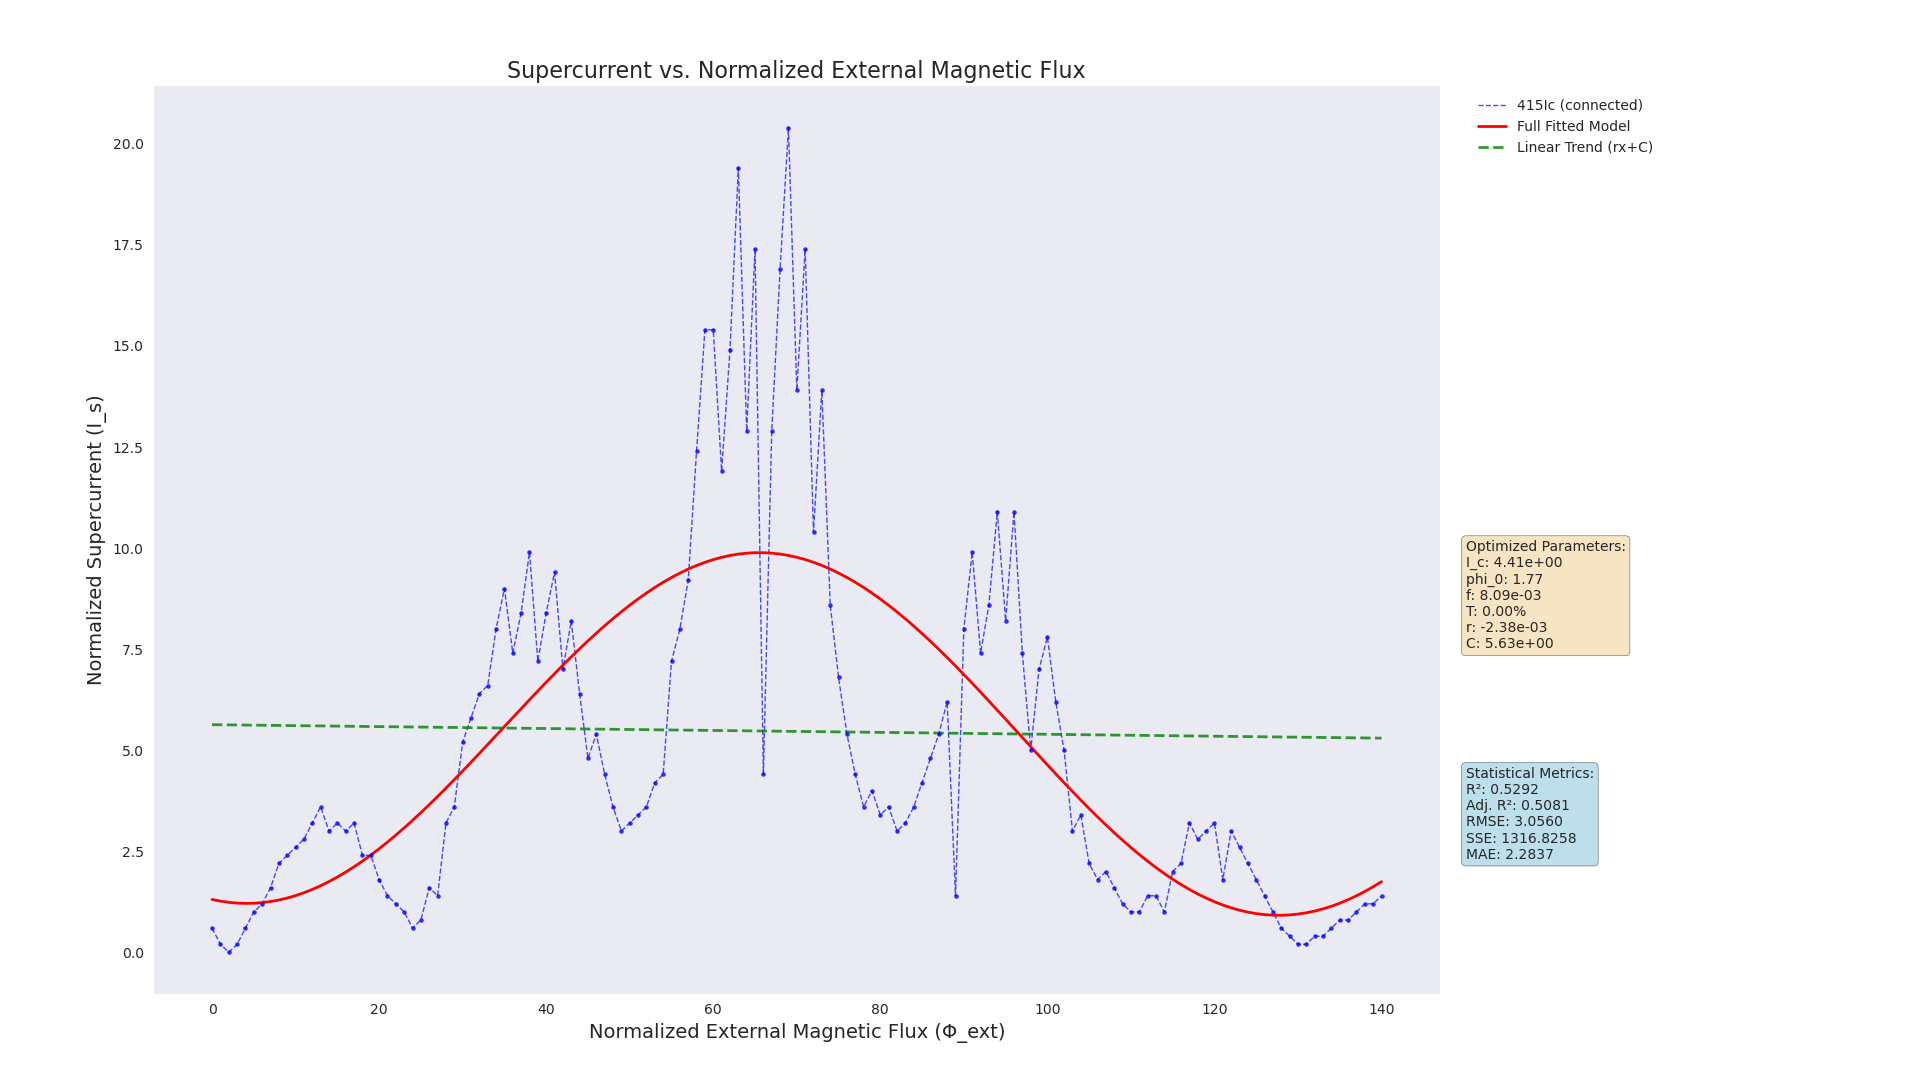 Supercurrent vs. Normalized External Magnetic Flux
415Ic (connected)
Full Fitted Model
Linear Trend (rx+C)
20.0
17.5
15.0
12.5
10.0
7.5
5.0
2.5
0.0
Normalized Supercurrent (I_s)
0 20 40 60 80 100 120 140
Normalized External Magnetic Flux (Φ_ext)
Optimized Parameters:
I_c: 4.41e+00
phi_0: 1.77
f: 8.09e-03
T: 0.00%
r: -2.38e-03
C: 5.63e+00
Statistical Metrics:
R²: 0.5292
Adj. R²: 0.5081
RMSE: 3.0560
SSE: 1316.8258
MAE: 2.2837